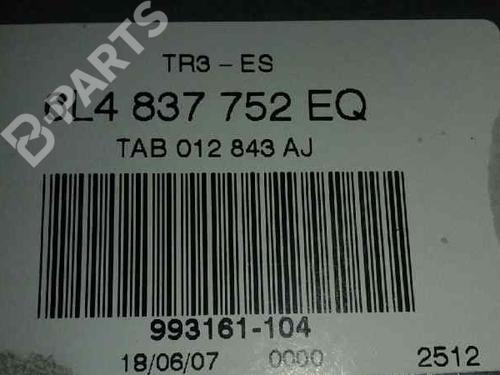 TR3 - ES
6L4 837 752 EQ
TAB 012 843 AJ
993161-104
18/06/07 0000 2512
B-PARTS